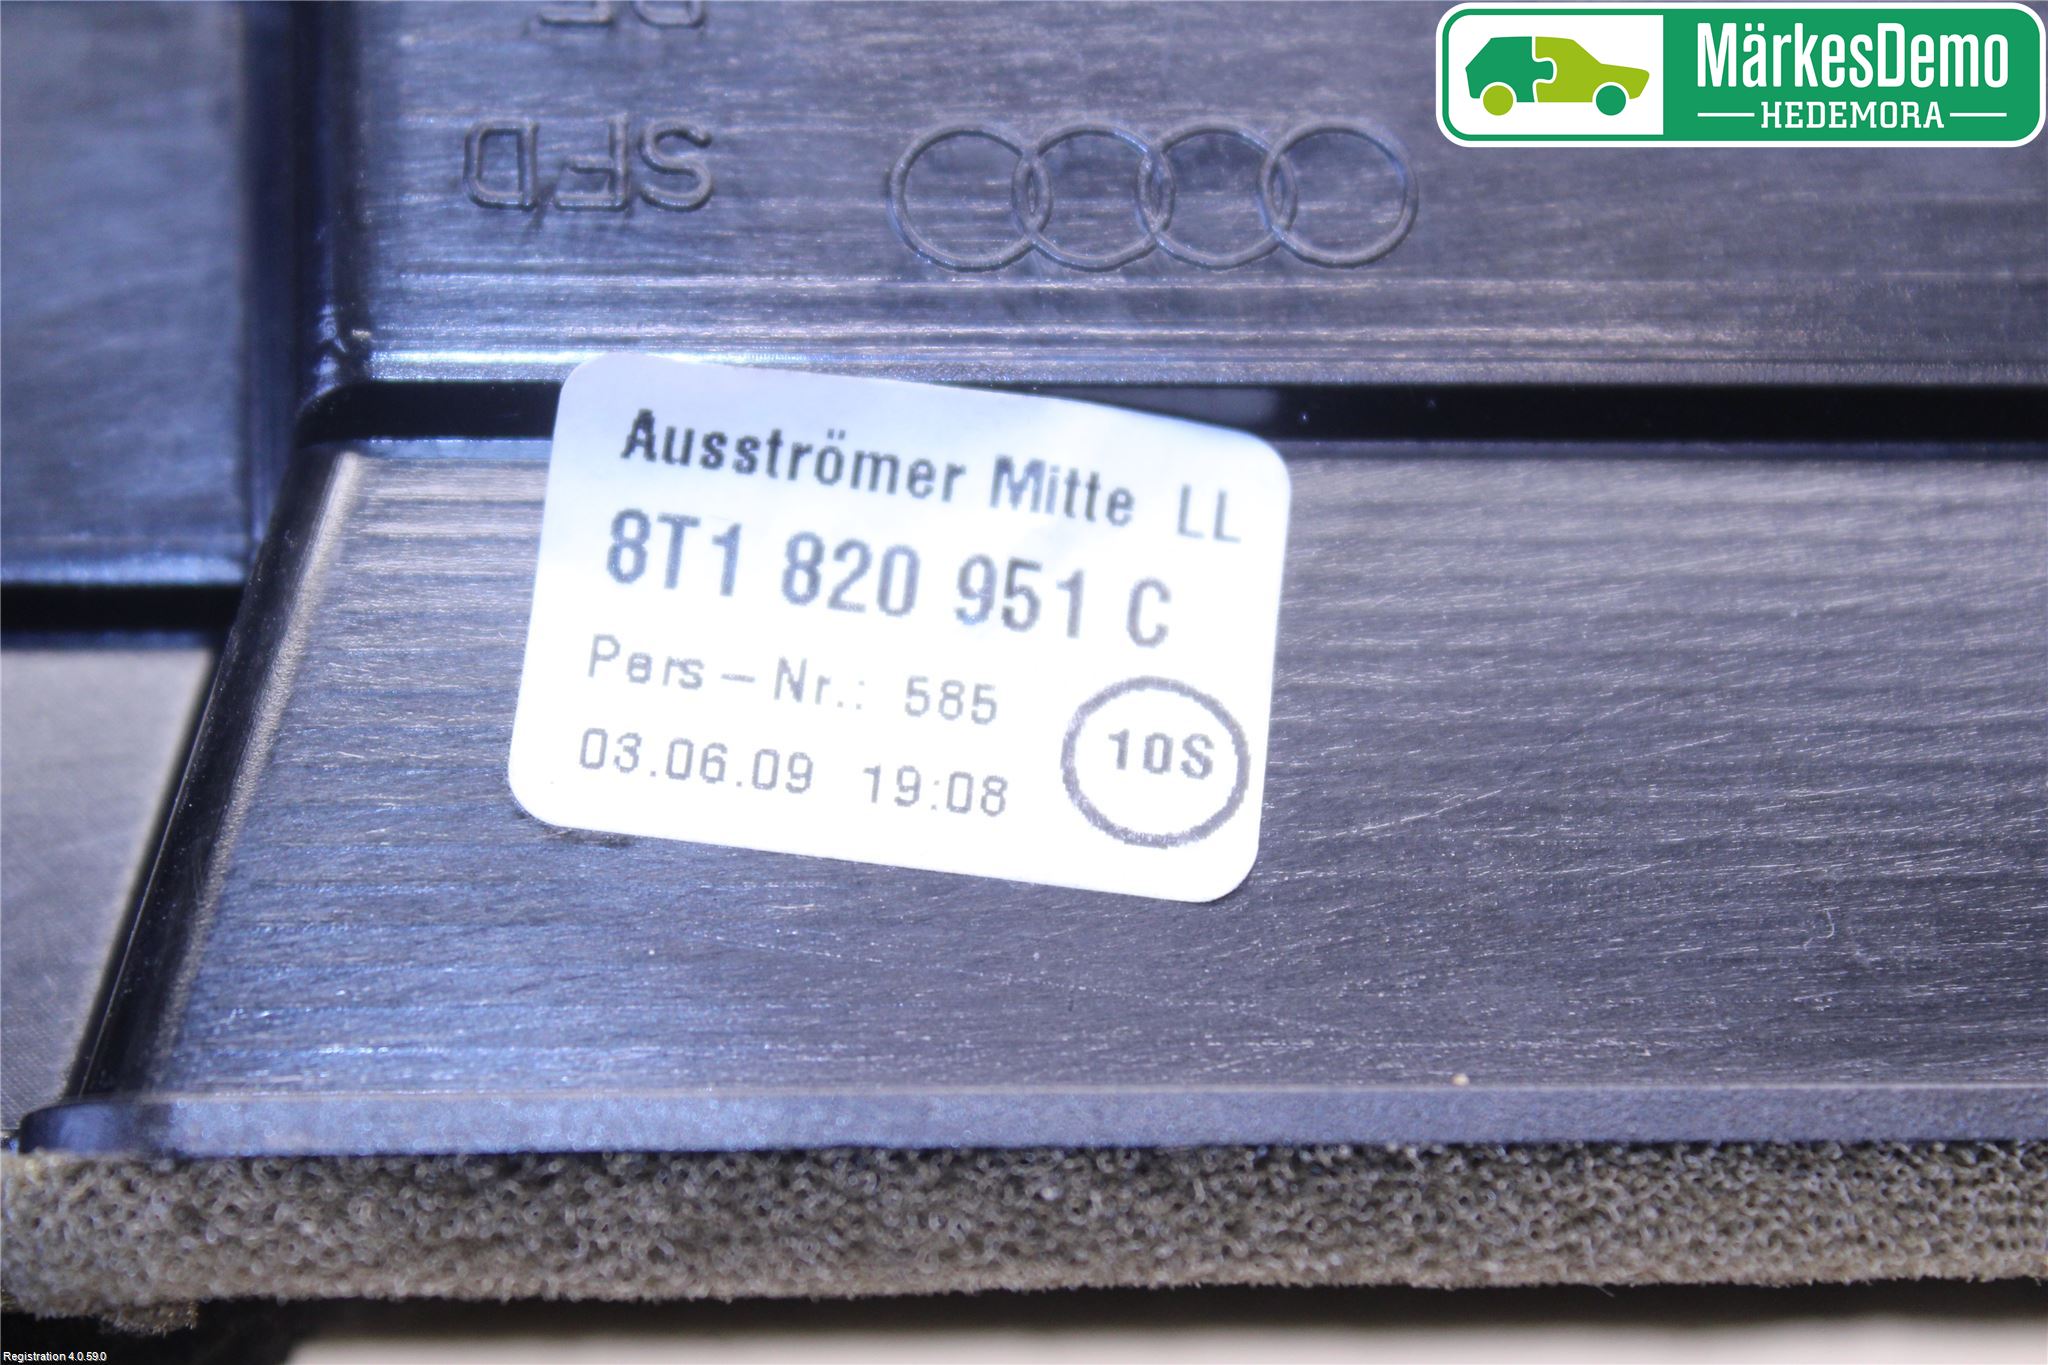 MärkesDemo
HEDEMORA
SFD
Ausströmer Mitte LL
8T1 820 951 C
Pers-Nr.: 585
10S
03.06.09 19:08
Registration 4.0.59.0